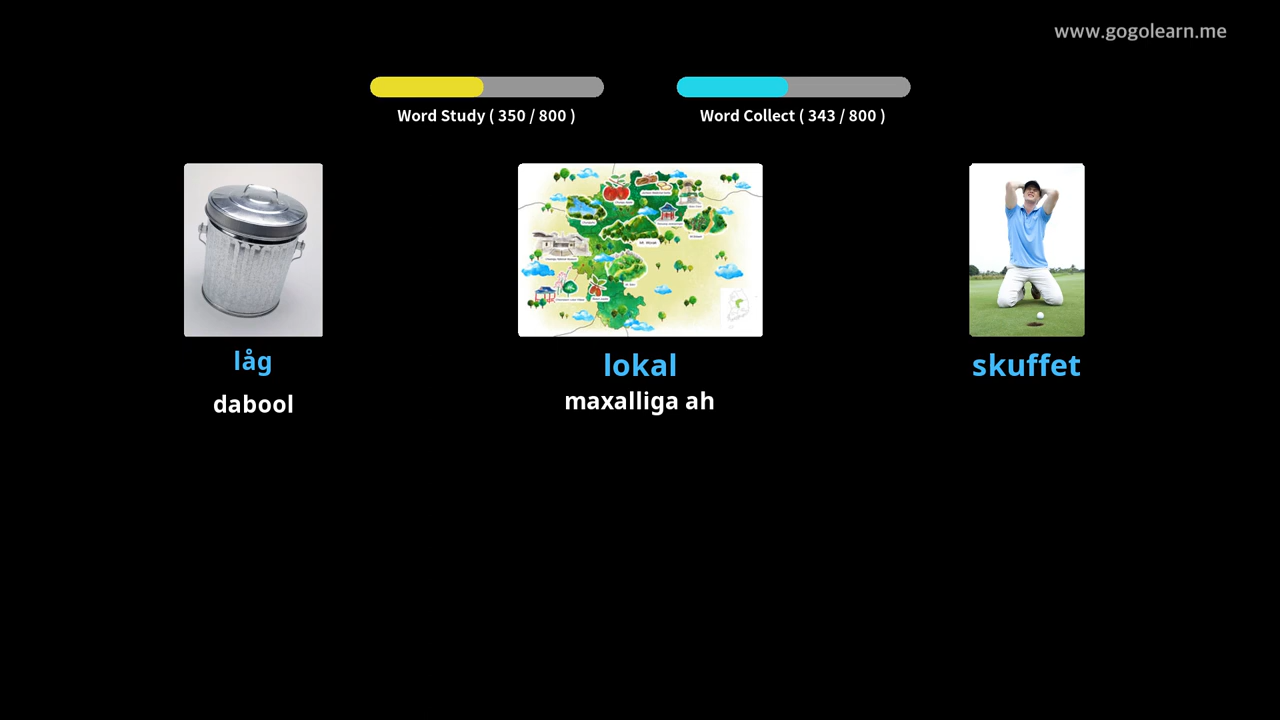 www.gogolearn.me
Word Study ( 350 / 800 )
Word Collect ( 343 / 800 )
låg
lokal
skuffet
dabool
maxalliga ah